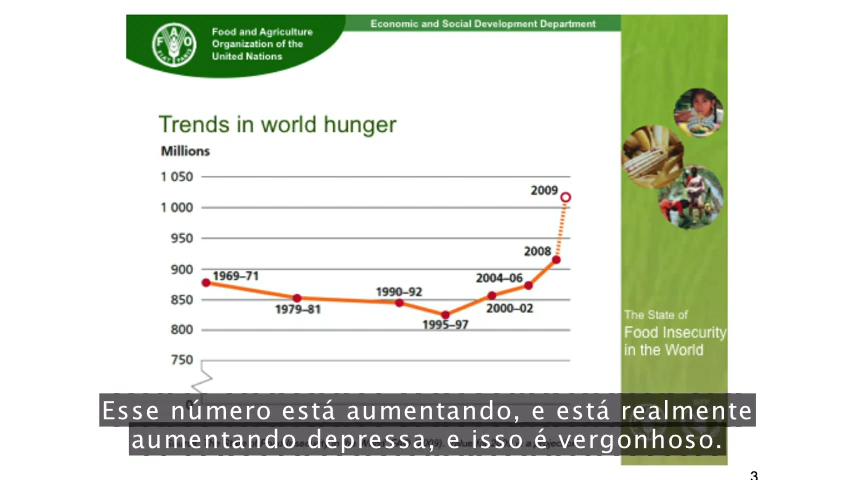 Food and Agriculture
Organization of the
United Nations
Economic and Social Development Department
Trends in world hunger
Millions
1 050
1 000
950
900
850
800
750
0
1969–71
1979–81
1990–92
1995–97
2000–02
2004–06
2008
2009
The State of
Food Insecurity
in the World
Esse número está aumentando, e está realmente
aumentando depressa, e isso é vergonhoso.
3